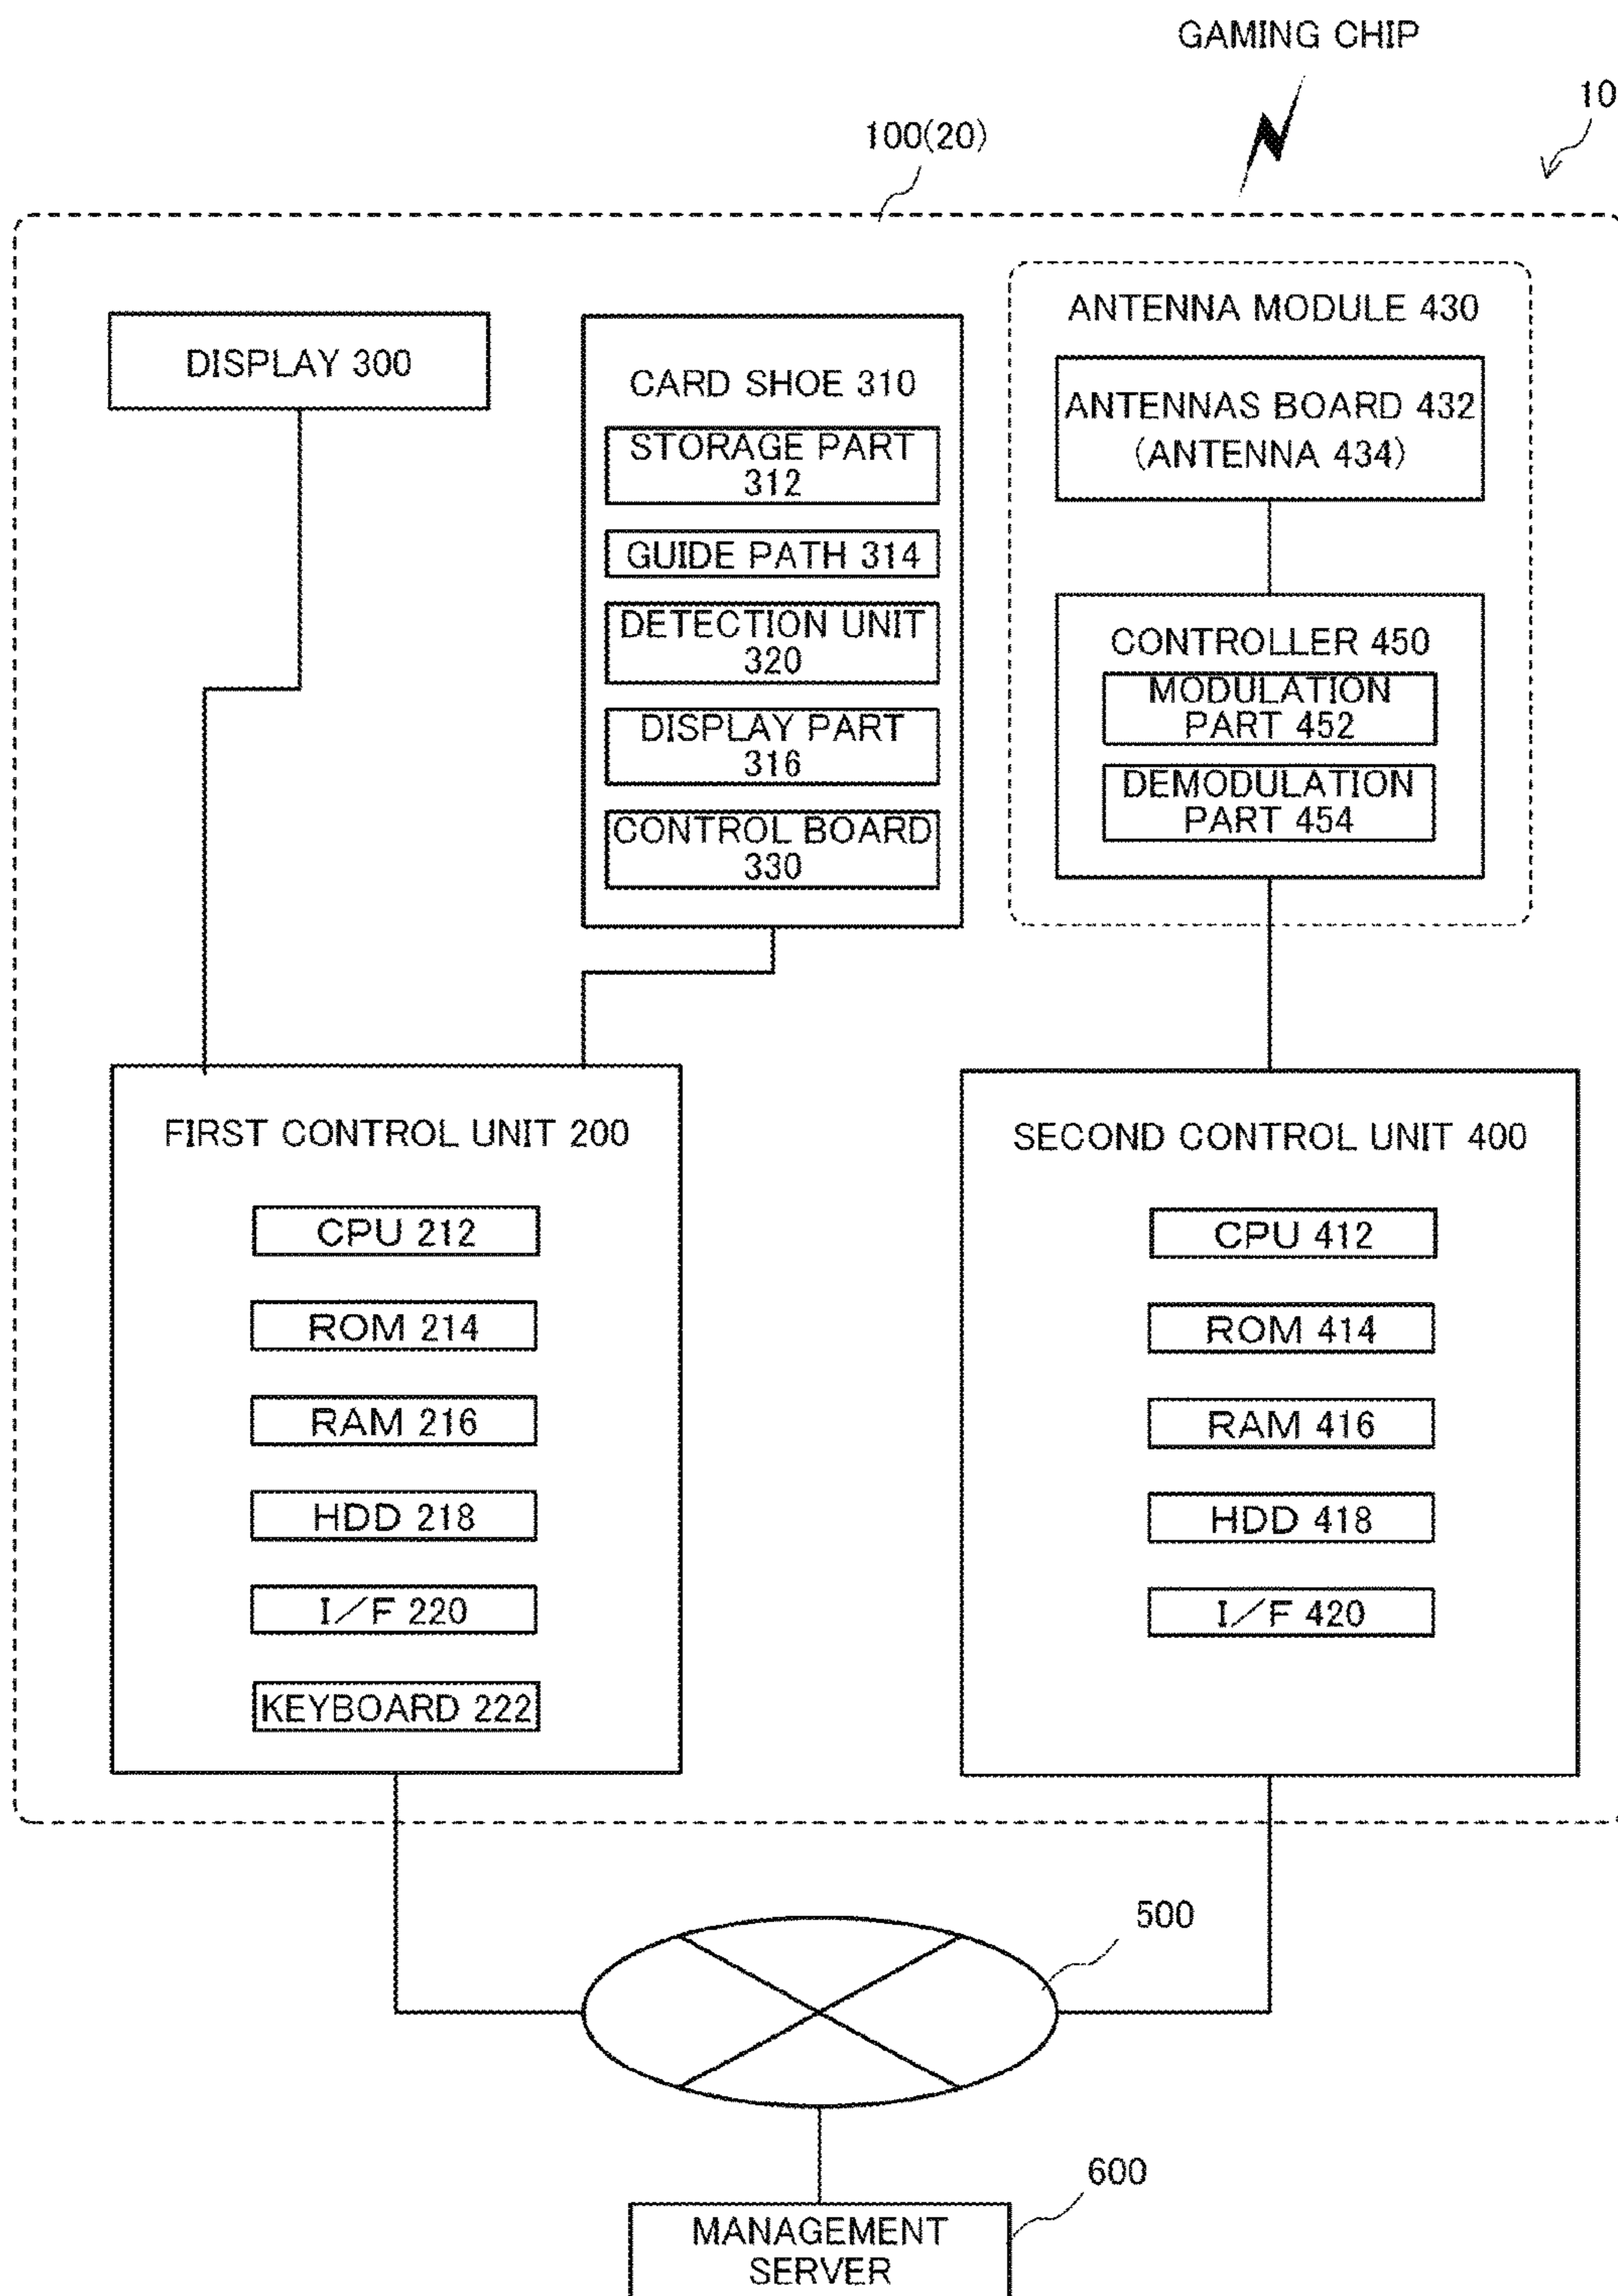 GAMING CHIP
10
100(20)
DISPLAY 300
CARD SHOE 310
STORAGE PART
312
GUIDE PATH 314
DETECTION UNIT
320
DISPLAY PART
316
CONTROL BOARD
330
ANTENNA MODULE 430
ANTENNAS BOARD 432
(ANTENNA 434)
CONTROLLER 450
MODULATION
PART 452
DEMODULATION
PART 454
FIRST CONTROL UNIT 200
CPU 212
ROM 214
RAM 216
HDD 218
I/F 220
KEYBOARD 222
SECOND CONTROL UNIT 400
CPU 412
ROM 414
RAM 416
HDD 418
I/F 420
500
600
MANAGEMENT
SERVER